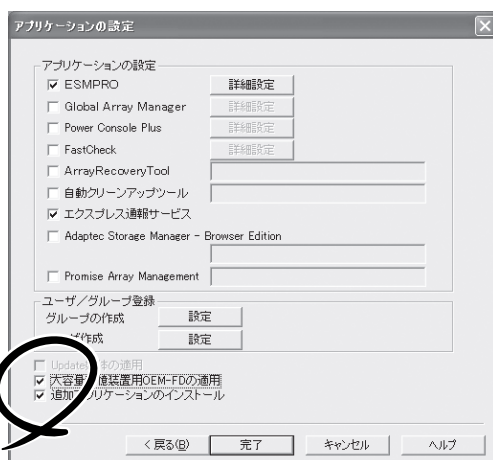 アプリケーションの設定
アプリケーションの設定
ESMPRO 詳細設定
Global Array Manager 詳細設定
Power Console Plus 詳細設定
FastCheck 詳細設定
ArrayRecoveryTool
自動クリーンアップツール
エクスプレス通報サービス
Adaptec Storage Manager - Browser Edition
Promise Array Management
ユーザ/グループ登録
グループの作成 設定
作成 設定
Update の適用
大容量 憶装置用OEM-FDの適用
追加 プリケーションのインストール
< 戻る(B) 完了 キャンセル ヘルプ